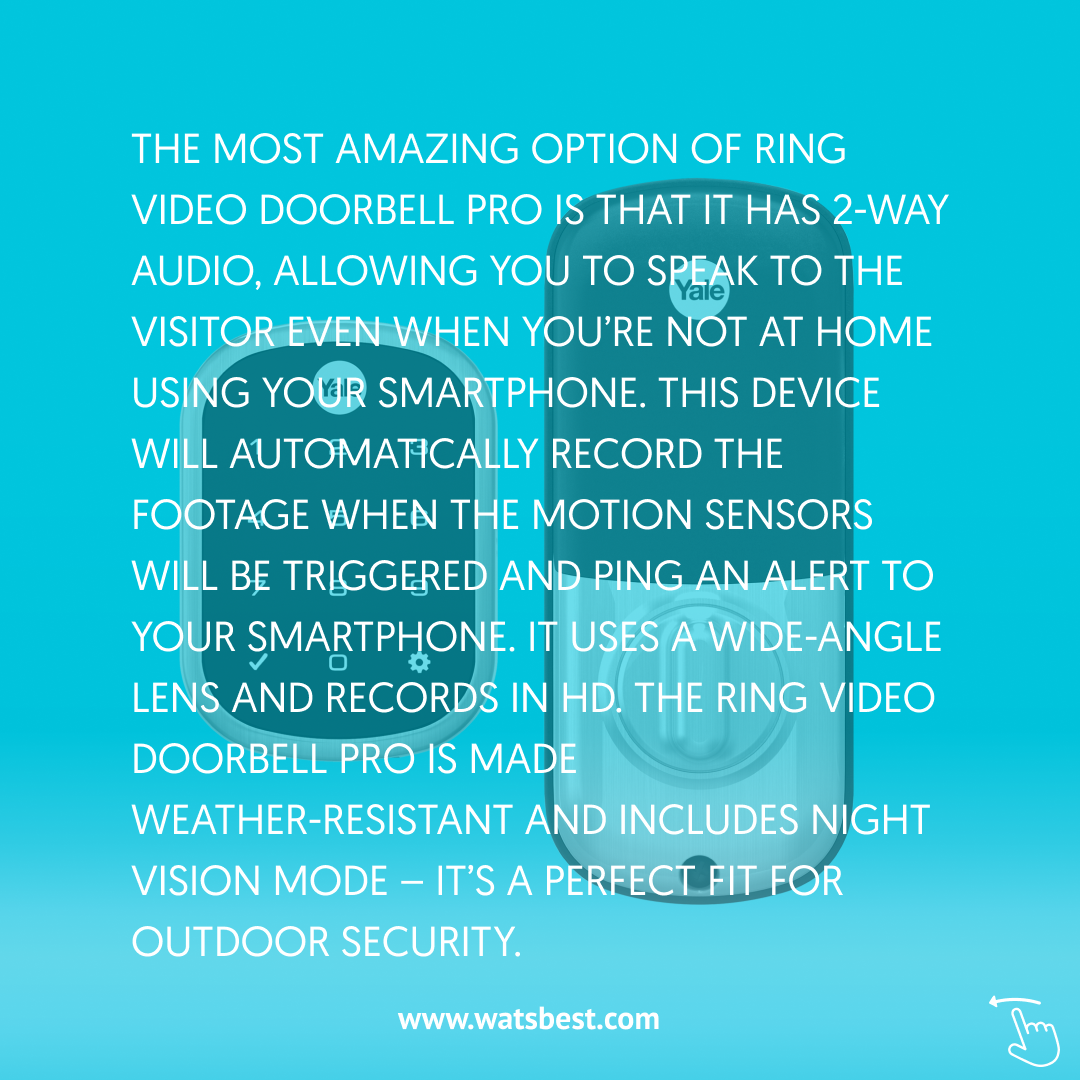 THE MOST AMAZING OPTION OF RING
VIDEO DOORBELL PRO IS THAT IT HAS 2-WAY
AUDIO, ALLOWING YOU TO SPEAK TO THE
Yale
VISITOR EVEN WHEN YOU’RE NOT AT HOME
Yale
USING YOUR SMARTPHONE. THIS DEVICE
WILL AUTOMATICALLY RECORD THE
FOOTAGE WHEN THE MOTION SENSORS
WILL BE TRIGGERED AND PING AN ALERT TO
YOUR SMARTPHONE. IT USES A WIDE-ANGLE
LENS AND RECORDS IN HD. THE RING VIDEO
DOORBELL PRO IS MADE
WEATHER-RESISTANT AND INCLUDES NIGHT
VISION MODE – IT’S A PERFECT FIT FOR
OUTDOOR SECURITY.
www.watsbest.com